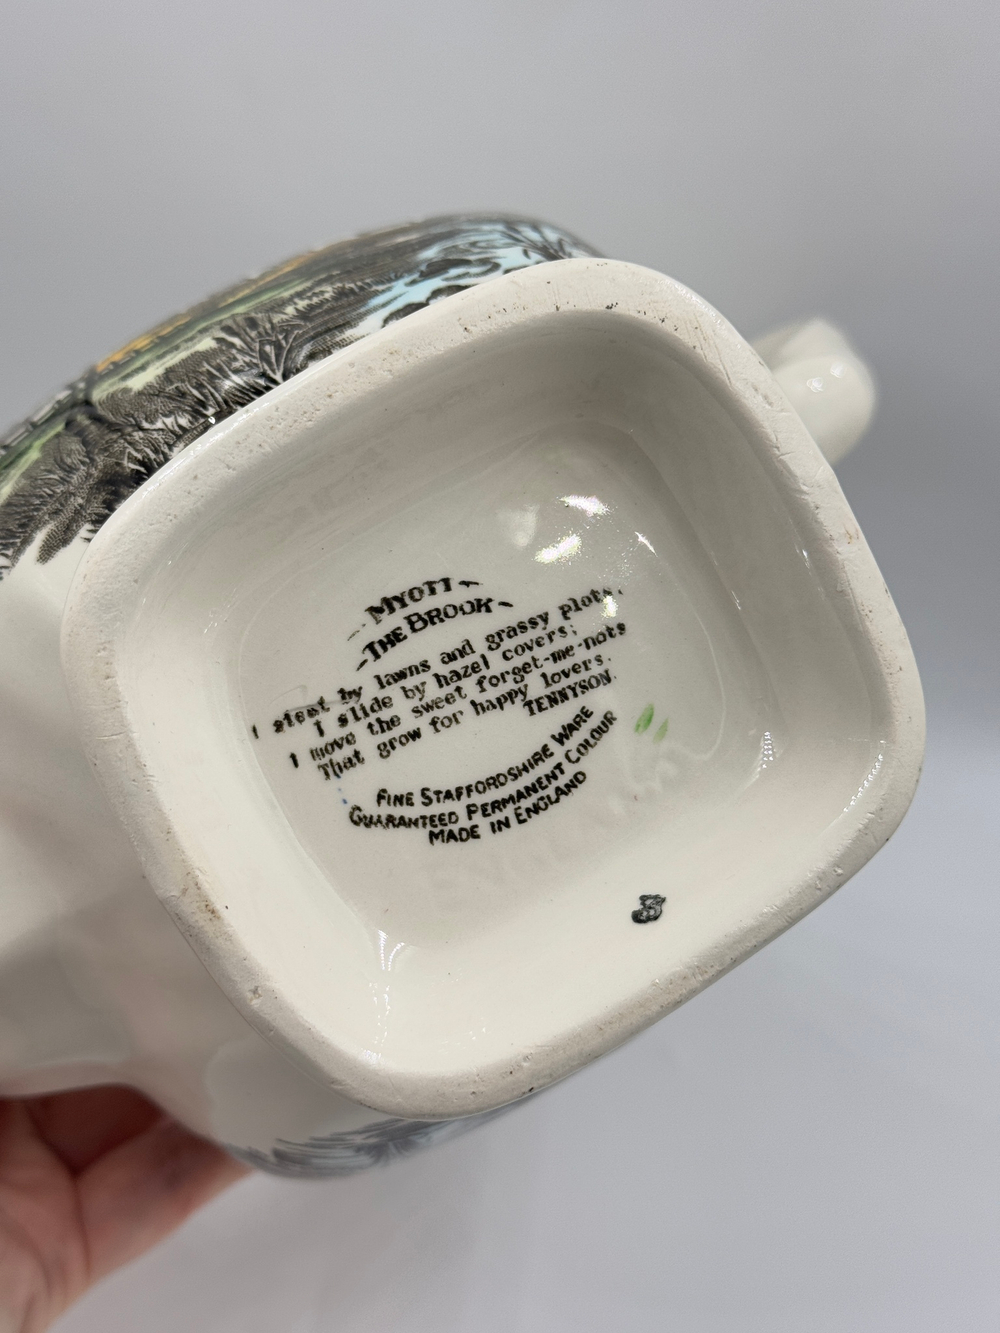 MYOTT
THE BROOK
I steal by lawns and grassy plots.
I slide by hazel covers;
I move the sweet forget-me-nots
That grow for happy lovers.
TENNYSON.
FINE STAFFORDSHIRE WARE
GUARANTEED PERMANENT COLOUR
MADE IN ENGLAND